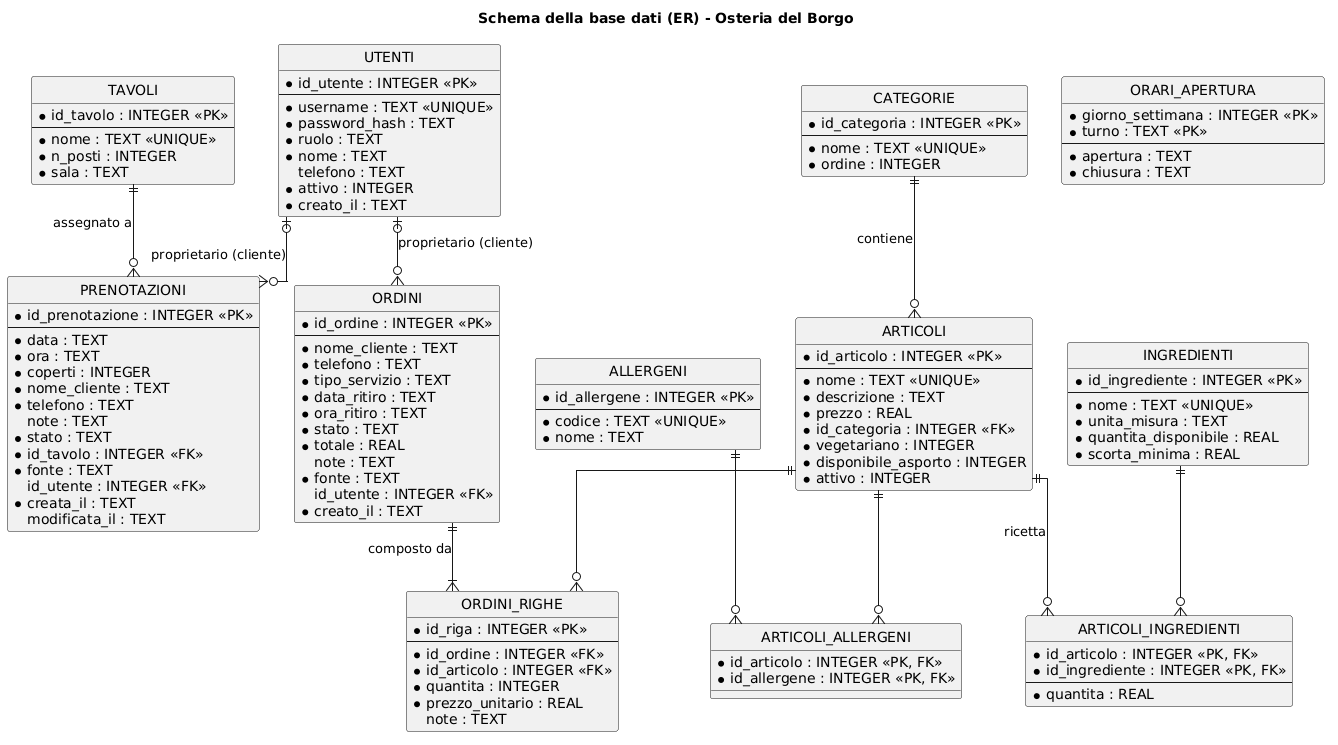 Schema della base dati (ER) - Osteria del Borgo
TAVOLI
id_tavolo : INTEGER «PK»
nome : TEXT «UNIQUE»
n_posti : INTEGER
sala : TEXT
UTENTI
id_utente : INTEGER «PK»
username : TEXT «UNIQUE»
password_hash : TEXT
ruolo : TEXT
nome : TEXT
telefono : TEXT
attivo : INTEGER
creato_il : TEXT
CATEGORIE
id_categoria : INTEGER «PK»
nome : TEXT «UNIQUE»
ordine : INTEGER
ORARI_APERTURA
giorno_settimana : INTEGER «PK»
turno : TEXT «PK»
apertura : TEXT
chiusura : TEXT
assegnato a
proprietario (cliente)
proprietario (cliente)
contiene
PRENOTAZIONI
id_prenotazione : INTEGER «PK»
data : TEXT
ora : TEXT
coperti : INTEGER
nome_cliente : TEXT
telefono : TEXT
note : TEXT
stato : TEXT
id_tavolo : INTEGER «FK»
fonte : TEXT
id_utente : INTEGER «FK»
creata_il : TEXT
modificata_il : TEXT
ORDINI
id_ordine : INTEGER «PK»
nome_cliente : TEXT
telefono : TEXT
tipo_servizio : TEXT
data_ritiro : TEXT
ora_ritiro : TEXT
stato : TEXT
totale : REAL
note : TEXT
fonte : TEXT
id_utente : INTEGER «FK»
creato_il : TEXT
ALLERGENI
id_allergene : INTEGER «PK»
codice : TEXT «UNIQUE»
nome : TEXT
ARTICOLI
id_articolo : INTEGER «PK»
nome : TEXT «UNIQUE»
descrizione : TEXT
prezzo : REAL
id_categoria : INTEGER «FK»
vegetariano : INTEGER
disponibile_asporto : INTEGER
attivo : INTEGER
INGREDIENTI
id_ingrediente : INTEGER «PK»
nome : TEXT «UNIQUE»
unita_misura : TEXT
quantita_disponibile : REAL
scorta_minima : REAL
composto da
ricetta
ORDINI_RIGHE
id_riga : INTEGER «PK»
id_ordine : INTEGER «FK»
id_articolo : INTEGER «FK»
quantita : INTEGER
prezzo_unitario : REAL
note : TEXT
ARTICOLI_ALLERGENI
id_articolo : INTEGER «PK, FK»
id_allergene : INTEGER «PK, FK»
ARTICOLI_INGREDIENTI
id_articolo : INTEGER «PK, FK»
id_ingrediente : INTEGER «PK, FK»
quantita : REAL